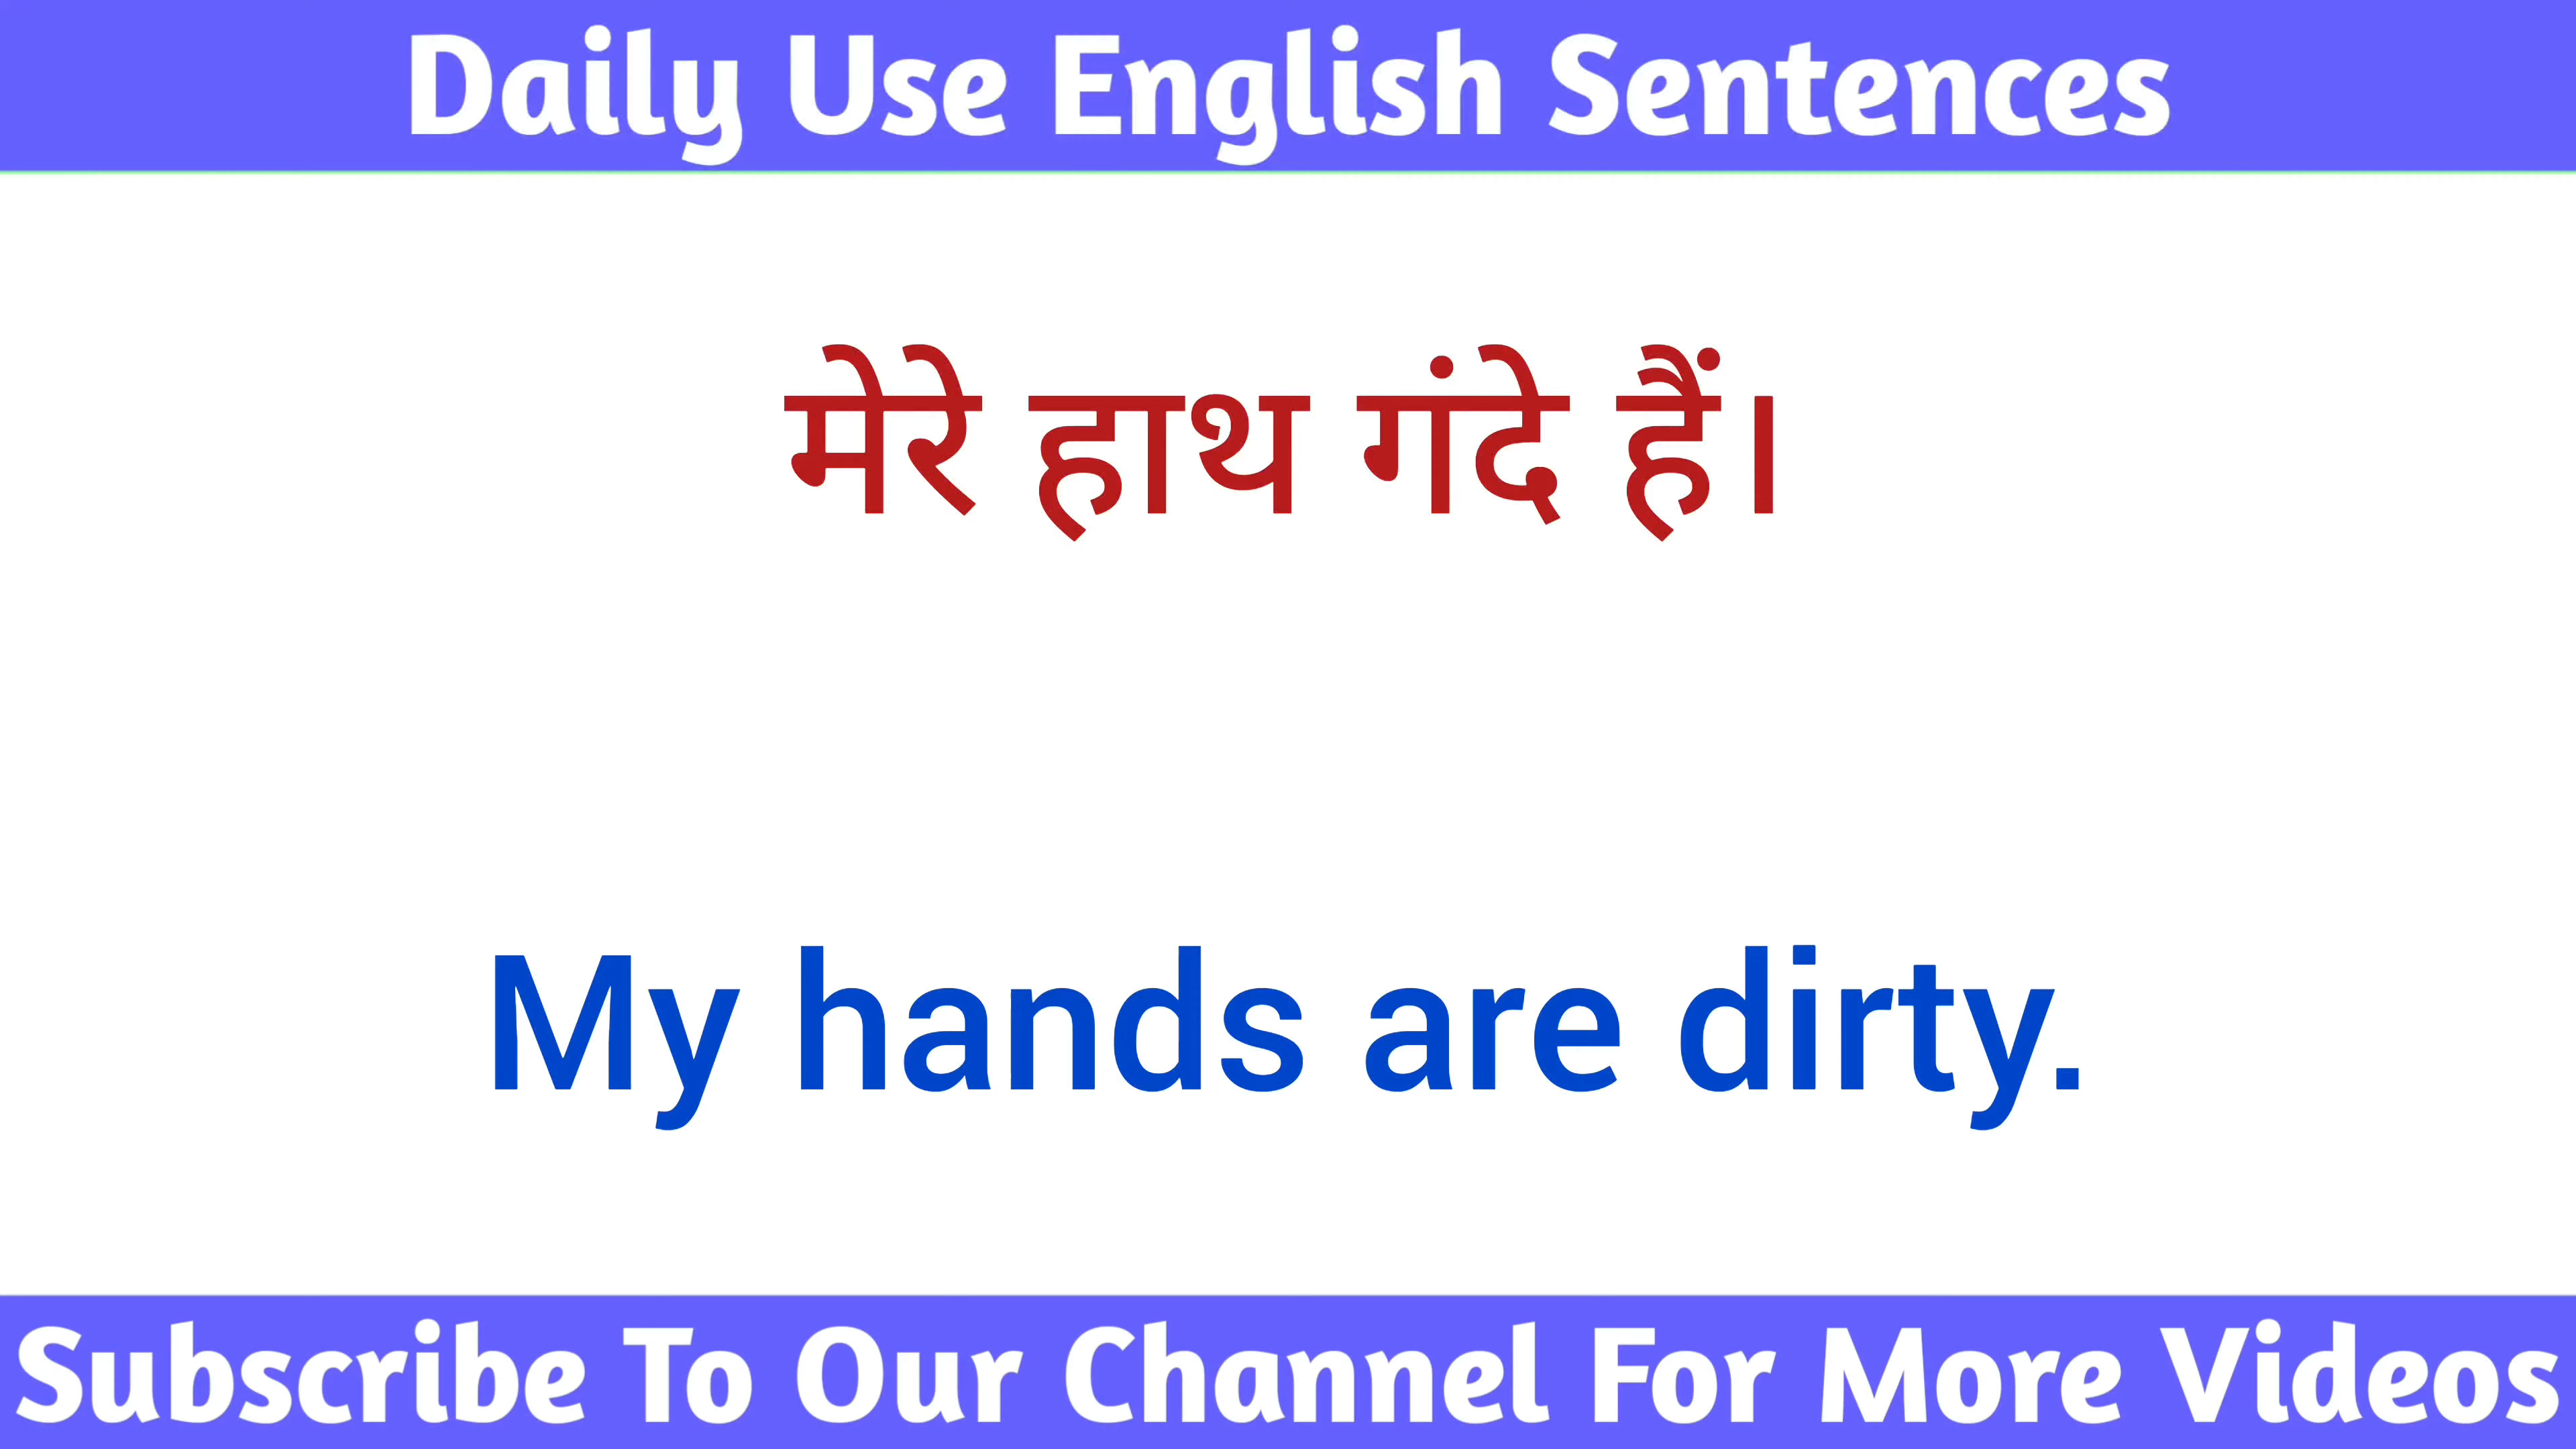 Daily Use English Sentences
मेरे हाथ गंदे हैं।
My hands are dirty.
Subscribe To Our Channel For More Videos